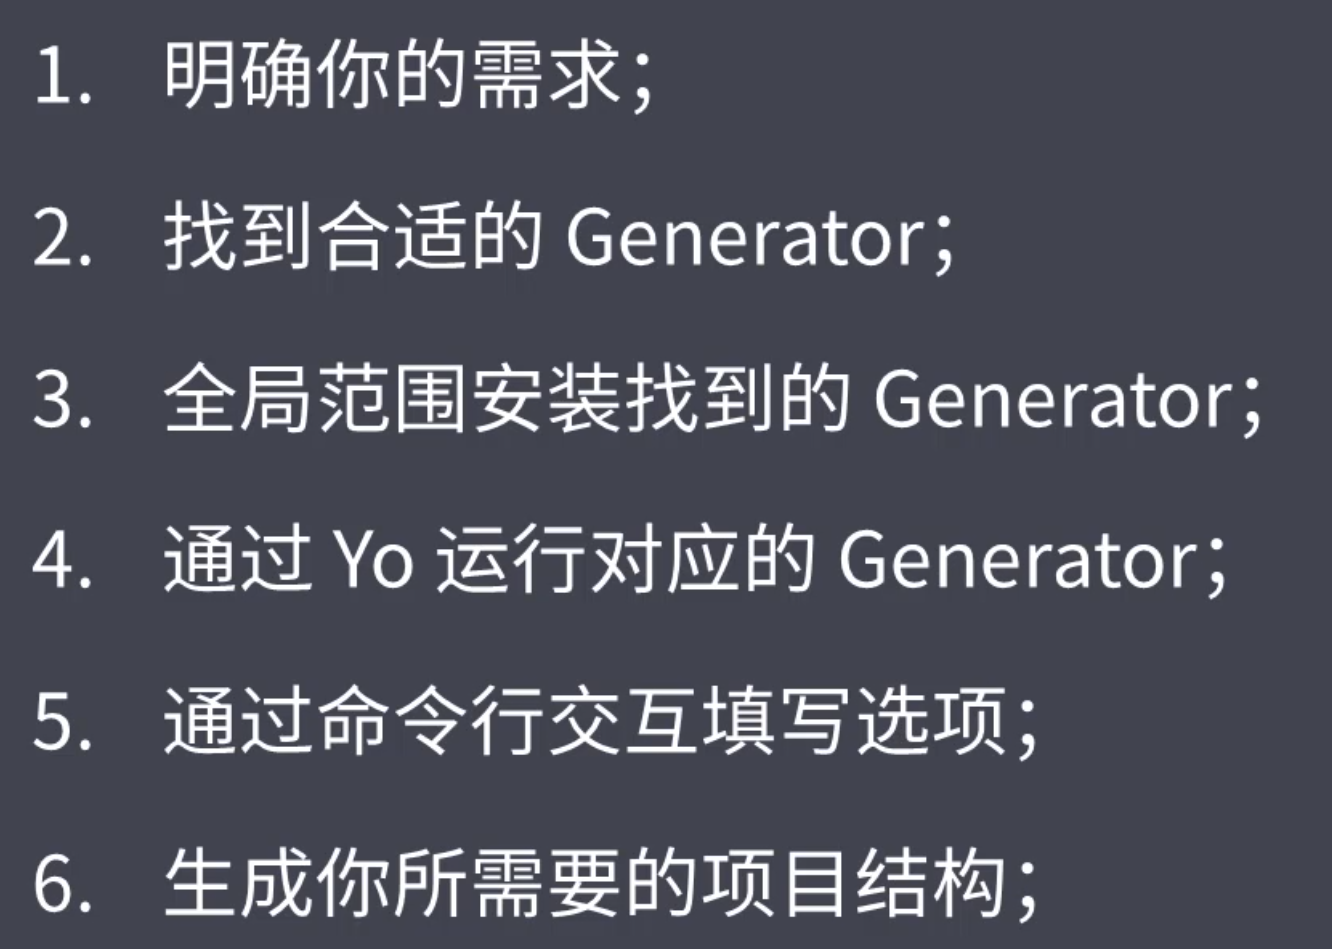 1. 明确你的需求；
2. 找到合适的 Generator；
3. 全局范围安装找到的 Generator；
4. 通过 Yo 运行对应的 Generator；
5. 通过命令行交互填写选项；
6. 生成你所需要的项目结构；